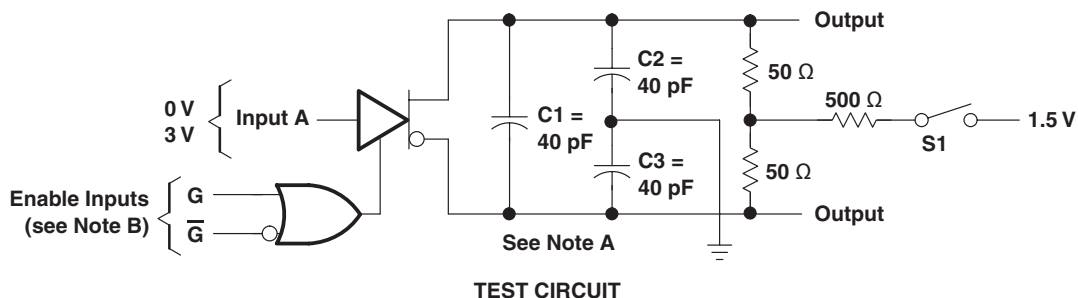 Output
C2 =
40 pF
50 Ω
0 V
3 V
Input A
C1 =
40 pF
500 Ω
1.5 V
S1
C3 =
40 pF
50 Ω
Enable Inputs
(see Note B)
G
G̅
Output
See Note A
TEST CIRCUIT